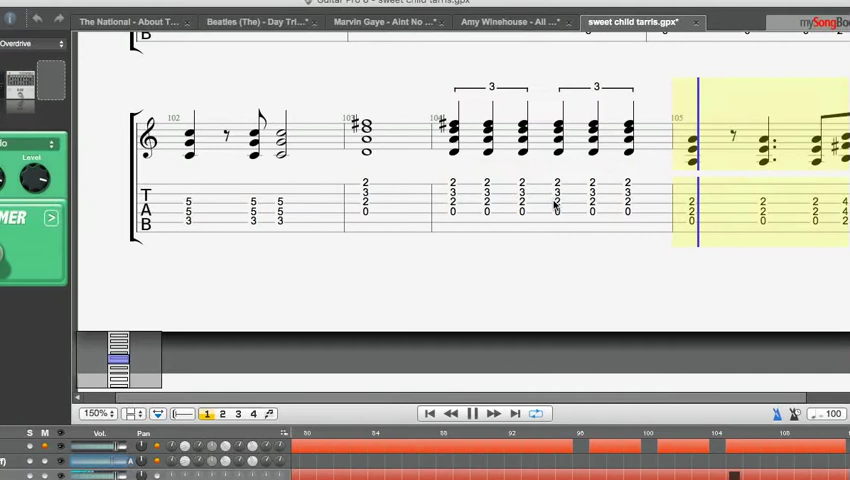 Guitar Pro 6 - sweet child tarris.gpx*
The National - About T...* Beatles (The) - Day Tri...* Marvin Gaye - Aint No ...* Amy Winehouse - All ...* sweet child tarris.gpx*
mySongBo
Overdrive
B
3 3
102 103 104 105
Level
T
A
B
2 2 2 2 2 2 2
3 3 3 3 3 3 3
5 5 5 2 2 2 2 2 2 2 2 2 2 4
5 5 5 0 0 0 0 0 0 0 2 2 2 4
3 3 3 0 0 0 2
MER
150% 1 2 3 4 = 100
S M Vol. Pan 80 84 88 92 96 100 104 108
A